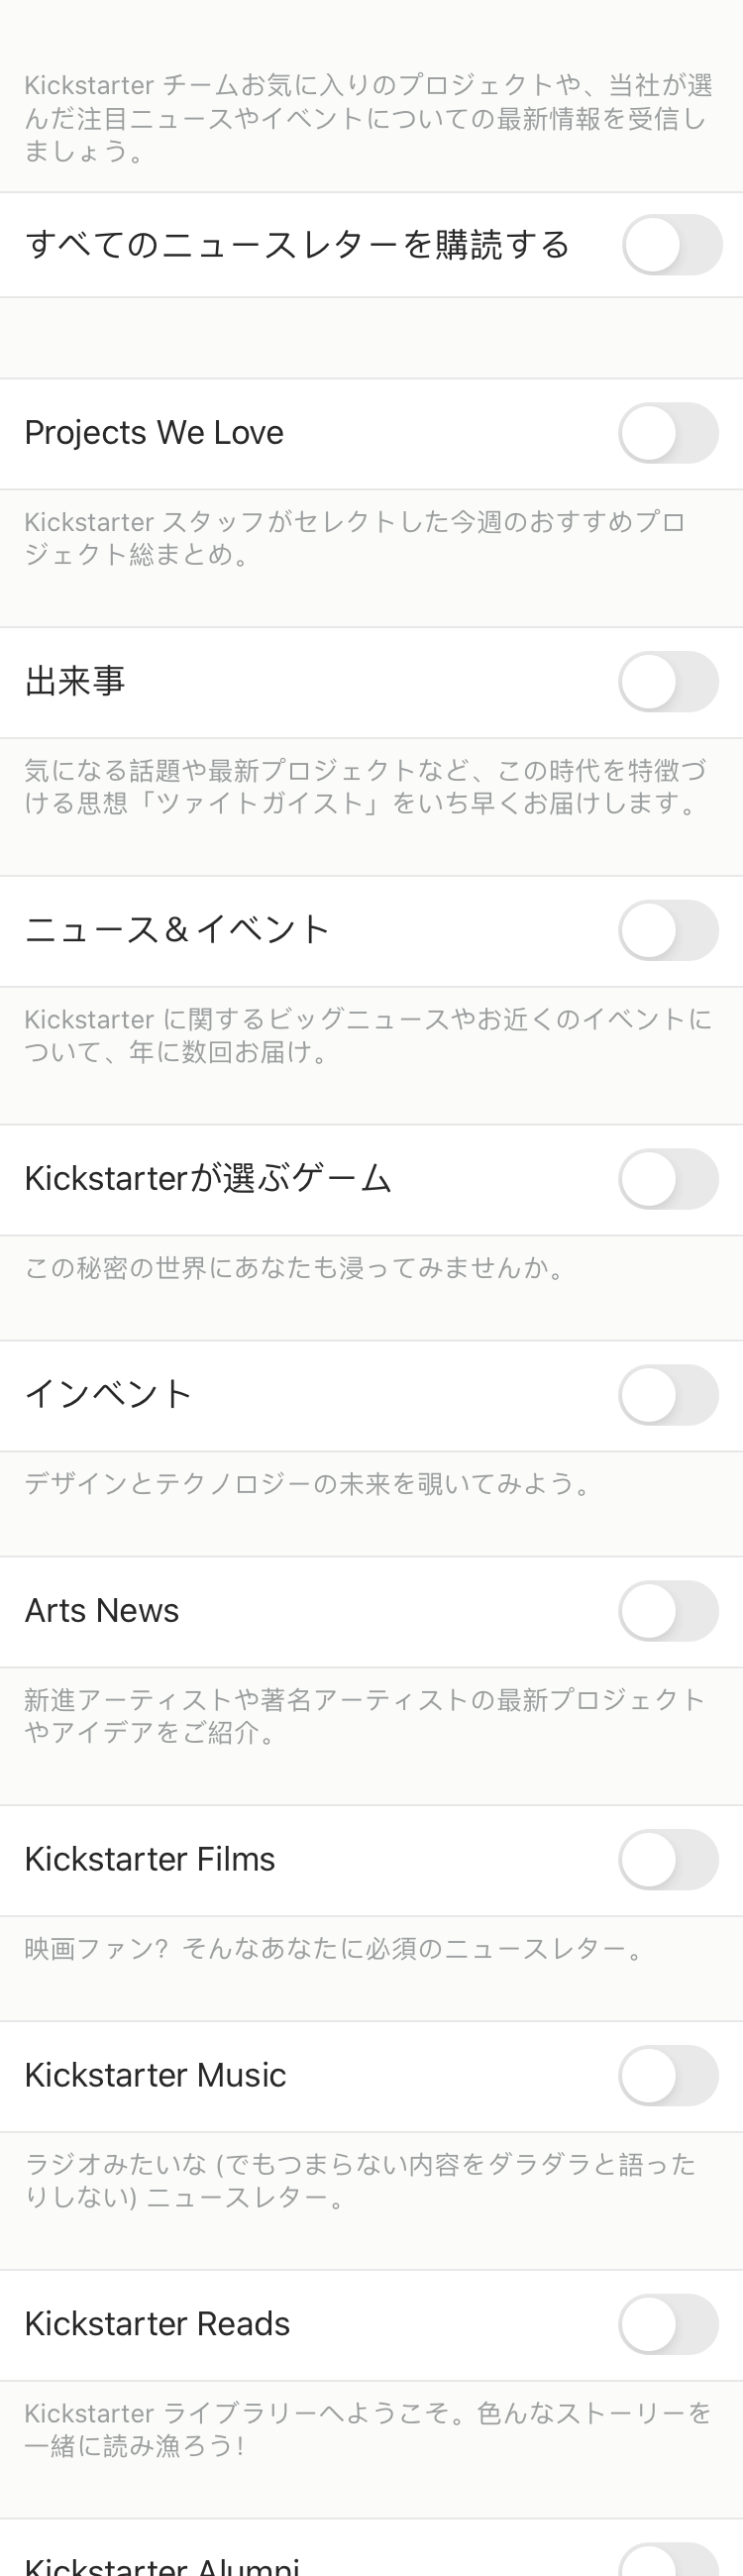 Kickstarter チームお気に入りのプロジェクトや、当社が選
んだ注目ニュースやイベントについての最新情報を受信し
ましょう。
すべてのニュースレターを購読する
Projects We Love
Kickstarter スタッフがセレクトした今週のおすすめプロ
ジェクト総まとめ。
出来事
気になる話題や最新プロジェクトなど、この時代を特徴づ
ける思想「ツァイトガイスト」をいち早くお届けします。
ニュース＆イベント
Kickstarter に関するビッグニュースやお近くのイベントに
ついて、年に数回お届け。
Kickstarterが選ぶゲーム
この秘密の世界にあなたも浸ってみませんか。
インベント
デザインとテクノロジーの未来を覗いてみよう。
Arts News
新進アーティストや著名アーティストの最新プロジェクト
やアイデアをご紹介。
Kickstarter Films
映画ファン？そんなあなたに必須のニュースレター。
Kickstarter Music
ラジオみたいな (でもつまらない内容をダラダラと語った
りしない) ニュースレター。
Kickstarter Reads
Kickstarter ライブラリーへようこそ。色んなストーリーを
一緒に読み漁ろう！
Kickstarter Alumni